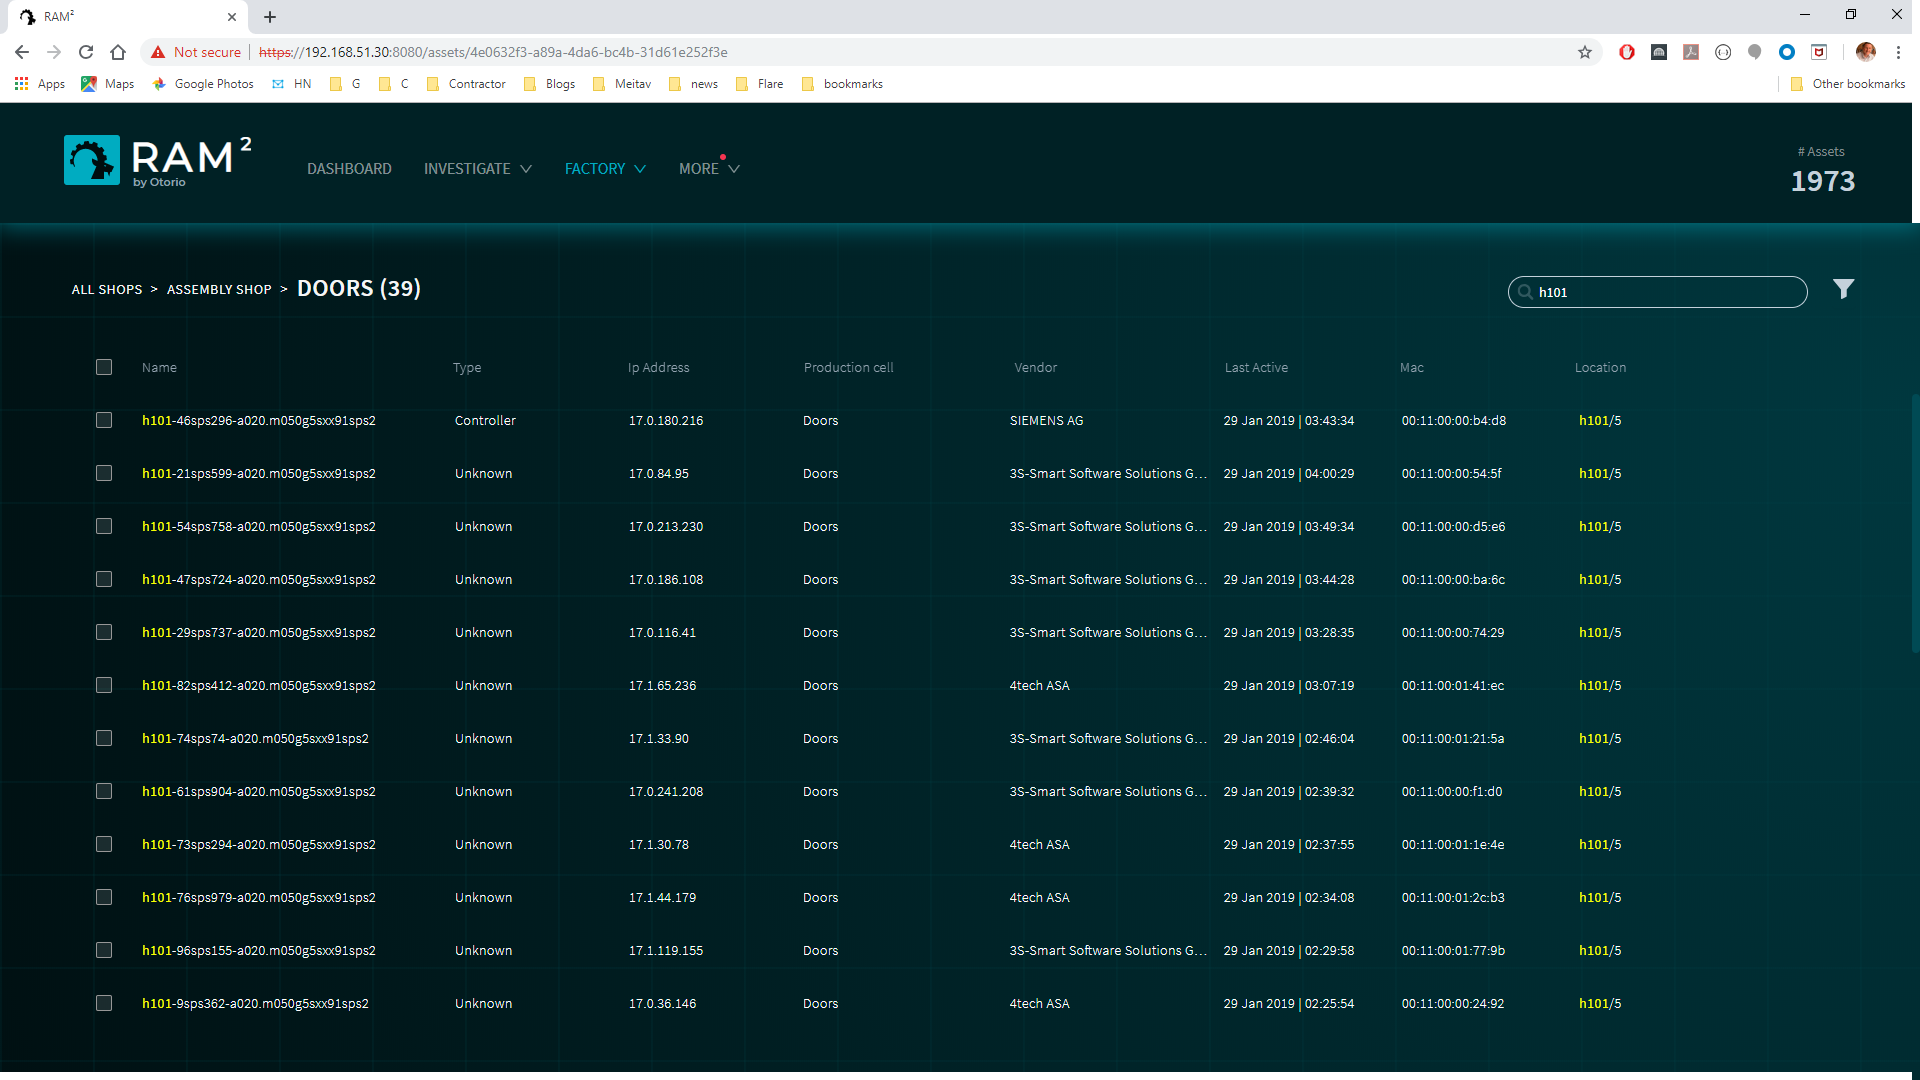 RAM²
Not secure https://192.168.51.30:8080/assets/4e0632f3-a89a-4da6-bc4b-31d61e252f3e
Apps Maps Google Photos HN G C Contractor Blogs Meitav news Flare bookmarks Other bookmarks
RAM²
by Otorio
DASHBOARD INVESTIGATE FACTORY MORE
# Assets
1973
ALL SHOPS > ASSEMBLY SHOP > DOORS (39)
h101
Name Type Ip Address Production cell Vendor Last Active Mac Location
h101-46sps296-a020.m050g5sxx91sps2 Controller 17.0.180.216 Doors SIEMENS AG 29 Jan 2019 | 03:43:34 00:11:00:00:b4:d8 h101/5
h101-21sps599-a020.m050g5sxx91sps2 Unknown 17.0.84.95 Doors 3S-Smart Software Solutions G... 29 Jan 2019 | 04:00:29 00:11:00:00:54:5f h101/5
h101-54sps758-a020.m050g5sxx91sps2 Unknown 17.0.213.230 Doors 3S-Smart Software Solutions G... 29 Jan 2019 | 03:49:34 00:11:00:00:d5:e6 h101/5
h101-47sps724-a020.m050g5sxx91sps2 Unknown 17.0.186.108 Doors 3S-Smart Software Solutions G... 29 Jan 2019 | 03:44:28 00:11:00:00:ba:6c h101/5
h101-29sps737-a020.m050g5sxx91sps2 Unknown 17.0.116.41 Doors 3S-Smart Software Solutions G... 29 Jan 2019 | 03:28:35 00:11:00:00:74:29 h101/5
h101-82sps412-a020.m050g5sxx91sps2 Unknown 17.1.65.236 Doors 4tech ASA 29 Jan 2019 | 03:07:19 00:11:00:01:41:ec h101/5
h101-74sps74-a020.m050g5sxx91sps2 Unknown 17.1.33.90 Doors 3S-Smart Software Solutions G... 29 Jan 2019 | 02:46:04 00:11:00:01:21:5a h101/5
h101-61sps904-a020.m050g5sxx91sps2 Unknown 17.0.241.208 Doors 3S-Smart Software Solutions G... 29 Jan 2019 | 02:39:32 00:11:00:00:f1:d0 h101/5
h101-73sps294-a020.m050g5sxx91sps2 Unknown 17.1.30.78 Doors 4tech ASA 29 Jan 2019 | 02:37:55 00:11:00:01:1e:4e h101/5
h101-76sps979-a020.m050g5sxx91sps2 Unknown 17.1.44.179 Doors 4tech ASA 29 Jan 2019 | 02:34:08 00:11:00:01:2c:b3 h101/5
h101-96sps155-a020.m050g5sxx91sps2 Unknown 17.1.119.155 Doors 3S-Smart Software Solutions G... 29 Jan 2019 | 02:29:58 00:11:00:01:77:9b h101/5
h101-9sps362-a020.m050g5sxx91sps2 Unknown 17.0.36.146 Doors 4tech ASA 29 Jan 2019 | 02:25:54 00:11:00:00:24:92 h101/5